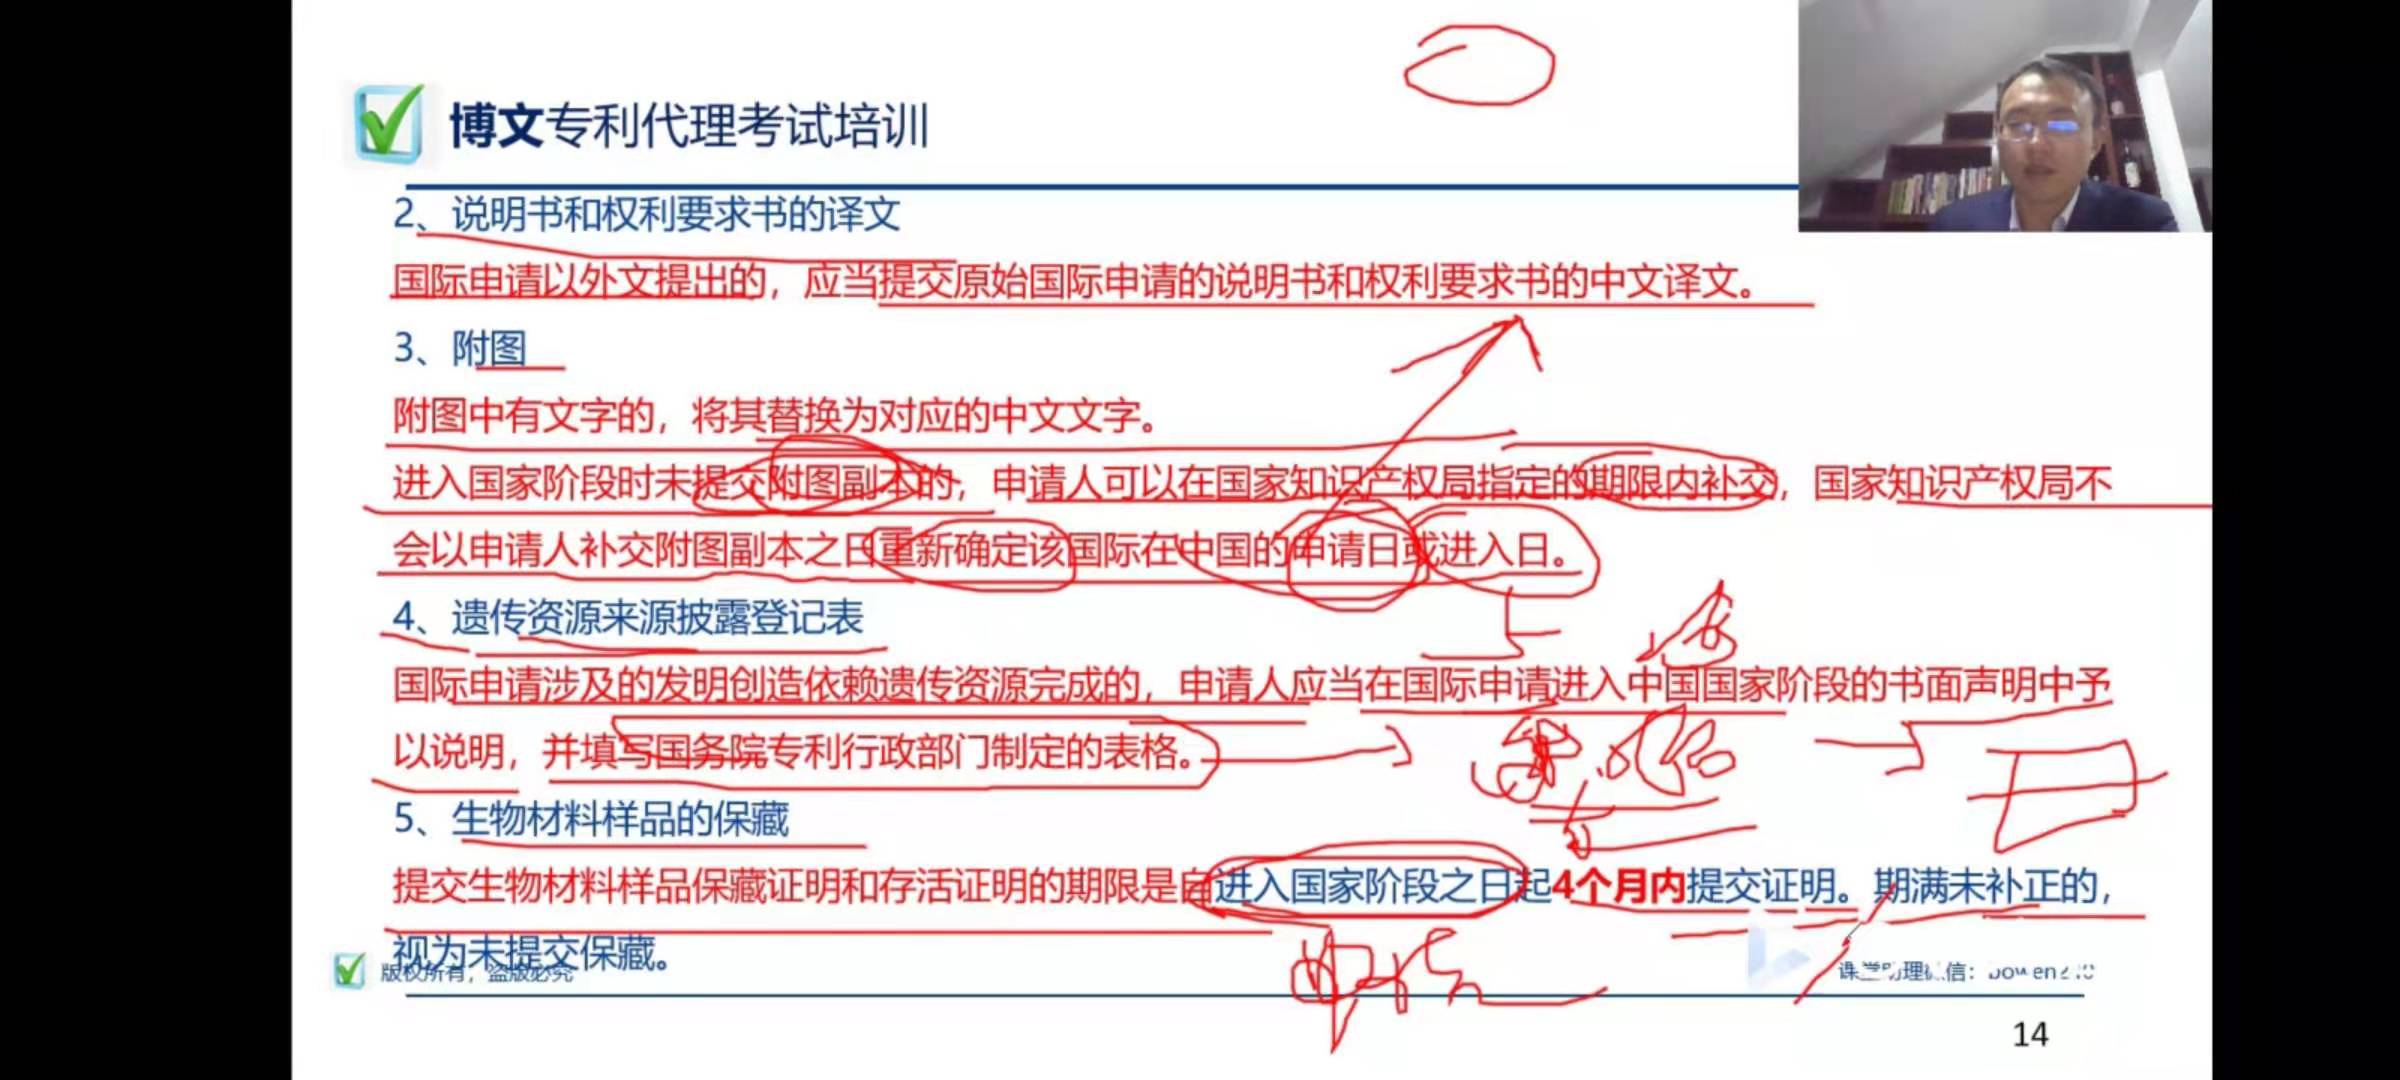 博文专利代理考试培训
2、说明书和权利要求书的译文
国际申请以外文提出的，应当提交原始国际申请的说明书和权利要求书的中文译文。
3、附图
附图中有文字的，将其替换为对应的中文文字。
进入国家阶段时未提交附图副本的，申请人可以在国家知识产权局指定的期限内补交，国家知识产权局不
会以申请人补交附图副本之日重新确定该国际在中国的申请日或进入日。
4、遗传资源来源披露登记表
国际申请涉及的发明创造依赖遗传资源完成的，申请人应当在国际申请进入中国国家阶段的书面声明中予
以说明，并填写国务院专利行政部门制定的表格。
5、生物材料样品的保藏
提交生物材料样品保藏证明和存活证明的期限是自进入国家阶段之日起4个月内提交证明。期满未补正的，
视为未提交保藏。
版权所有，盗版必究
课堂助理微信：bowen210
14